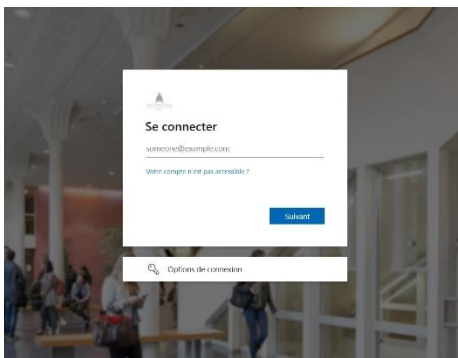 Se connecter
someone@example.com
Votre compte n'est pas accessible ?
Suivant
Options de connexion